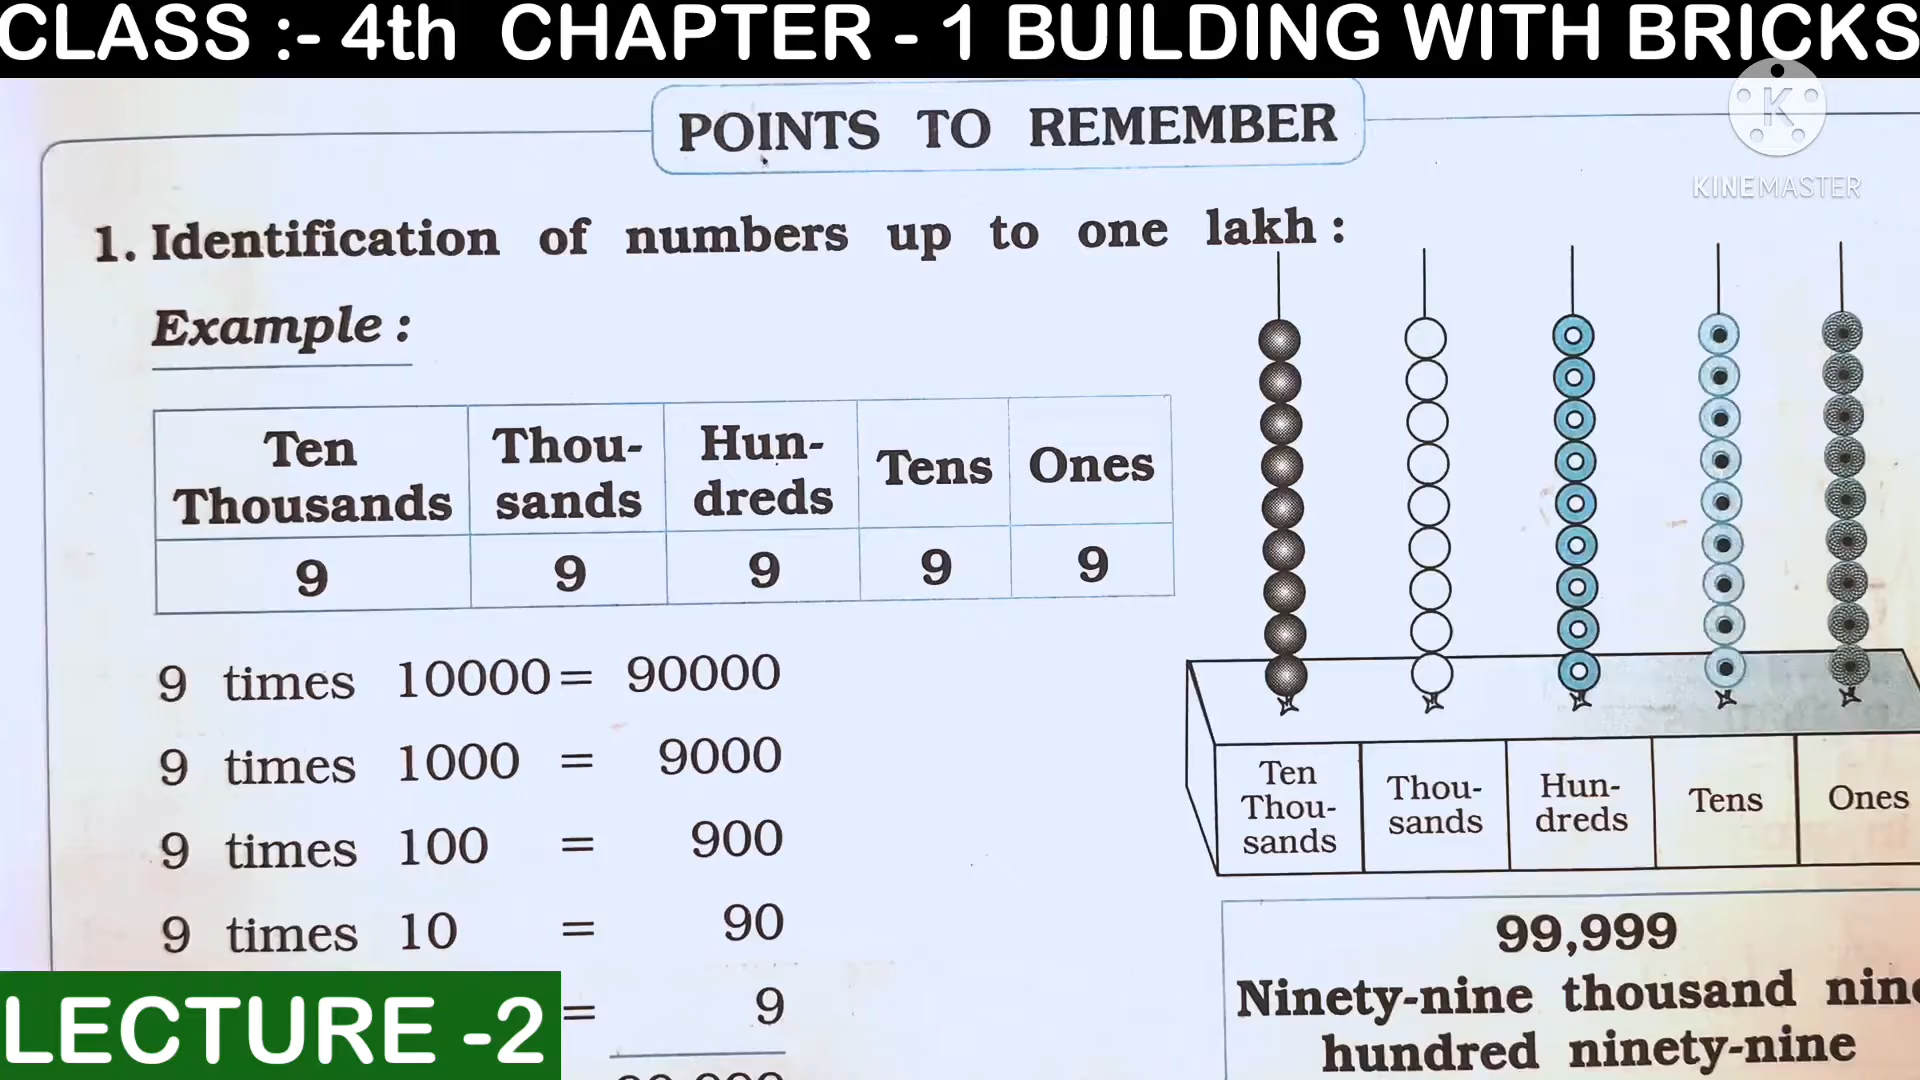 CLASS :- 4th CHAPTER - 1 BUILDING WITH BRICKS
KINEMASTER
POINTS TO REMEMBER
1. Identification of numbers up to one lakh :
Example :
Ten Thousands Thou-sands Hun-dreds Tens Ones
9 9 9 9 9
9 times 10000 = 90000
9 times 1000 = 9000
9 times 100 = 900
9 times 10 = 90
= 9
Ten Thou-sands Thou-sands Hun-dreds Tens Ones
99,999
Ninety-nine thousand nine
hundred ninety-nine
LECTURE -2